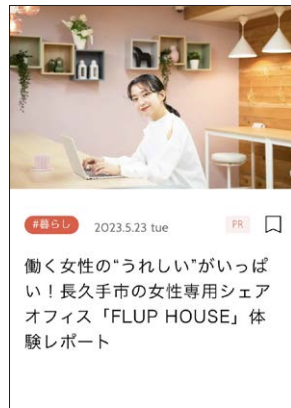 #暮らし 2023.5.23 tue PR
働く女性の“うれしい”がいっぱ
い！長久手市の女性専用シェア
オフィス「FLUP HOUSE」体
験レポート